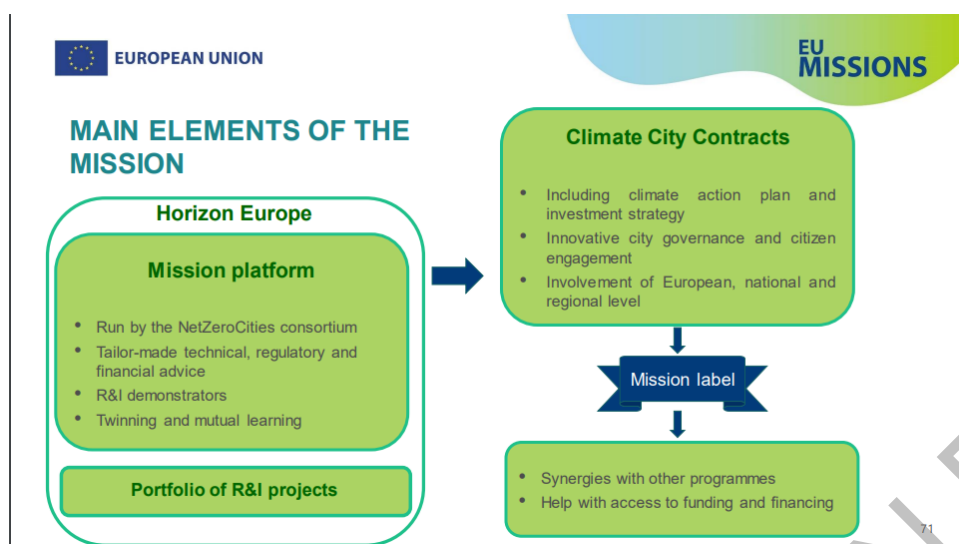 EUROPEAN UNION
EU
MISSIONS
MAIN ELEMENTS OF THE
MISSION
Horizon Europe
Mission platform
• Run by the NetZeroCities consortium
• Tailor-made technical, regulatory and
financial advice
• R&I demonstrators
• Twinning and mutual learning
Portfolio of R&I projects
Climate City Contracts
• Including climate action plan and
investment strategy
• Innovative city governance and citizen
engagement
• Involvement of European, national and
regional level
Mission label
• Synergies with other programmes
• Help with access to funding and financing
71